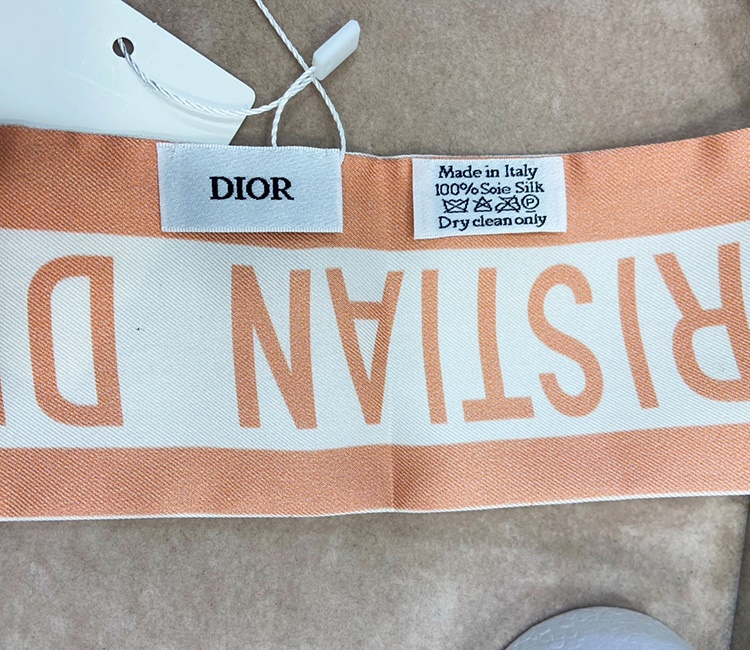 DIOR
Made in Italy
100% Soie Silk
P
Dry clean only
RISTIAN D